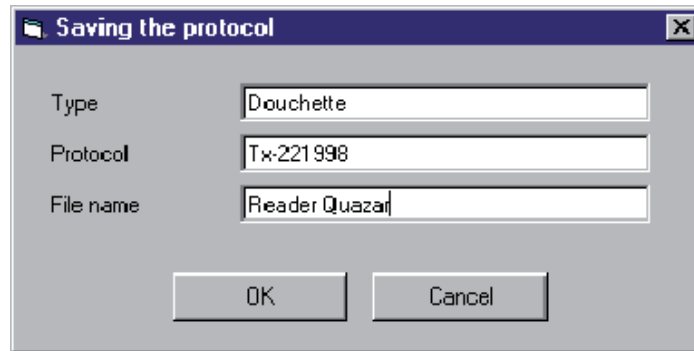 Saving the protocol
Type Douchette
Protocol Tx-221998
File name Reader Quazar
OK Cancel